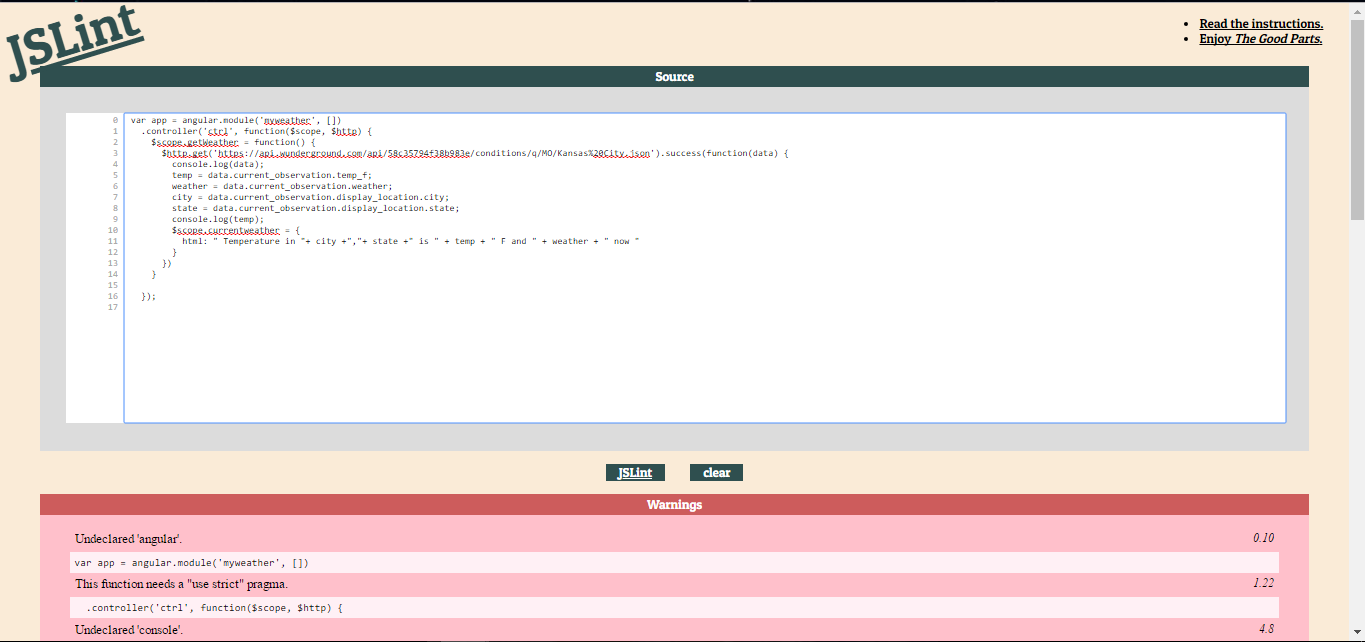 JSLint
Read the instructions.
Enjoy The Good Parts.
Source
0 var app = angular.module('myweather', [])
1 .controller('ctrl', function($scope, $http) {
2 $scope.getWeather = function() {
3 $http.get('https://api.wunderground.com/api/58c35794f38b983e/conditions/q/MO/Kansas%20City.json').success(function(data) {
4 console.log(data);
5 temp = data.current_observation.temp_f;
6 weather = data.current_observation.weather;
7 city = data.current_observation.display_location.city;
8 state = data.current_observation.display_location.state;
9 console.log(temp);
10 $scope.currentweather = {
11 html: " Temperature in "+ city +","+ state +" is " + temp + " F and " + weather + " now "
12 }
13 })
14 }
15
16 });
17
JSLint clear
Warnings
Undeclared 'angular'. 0.10
var app = angular.module('myweather', [])
This function needs a "use strict" pragma. 1.22
.controller('ctrl', function($scope, $http) {
Undeclared 'console'. 4.8